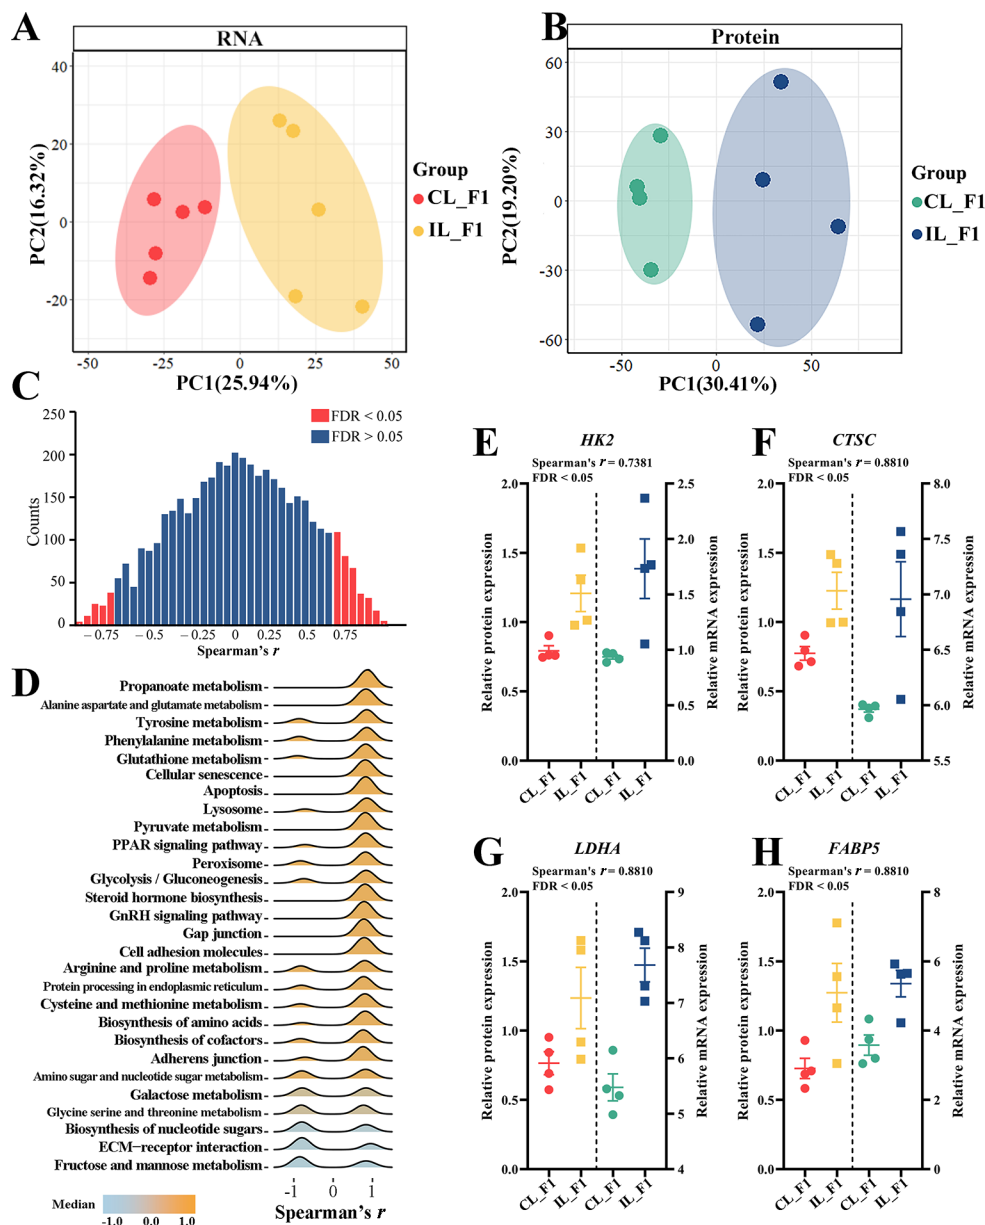 A
RNA
40
20
0
-20
PC2(16.32%)
-50
-25
0
25
50
PC1(25.94%)
Group
CL_F1
IL_F1
B
Protein
60
30
0
-30
-60
PC2(19.20%)
-50
0
50
PC1(30.41%)
Group
CL_F1
IL_F1
C
250
200
150
100
50
0
Counts
FDR < 0.05
FDR > 0.05
−0.75
−0.5
−0.25
0
0.25
0.5
0.75
Spearman's r
D
Propanoate metabolism
Alanine aspartate and glutamate metabolism
Tyrosine metabolism
Phenylalanine metabolism
Glutathione metabolism
Cellular senescence
Apoptosis
Lysosome
Pyruvate metabolism
PPAR signaling pathway
Peroxisome
Glycolysis / Gluconeogenesis
Steroid hormone biosynthesis
GnRH signaling pathway
Gap junction
Cell adhesion molecules
Arginine and proline metabolism
Protein processing in endoplasmic reticulum
Cysteine and methionine metabolism
Biosynthesis of amino acids
Biosynthesis of cofactors
Adherens junction
Amino sugar and nucleotide sugar metabolism
Galactose metabolism
Glycine serine and threonine metabolism
Biosynthesis of nucleotide sugars
ECM−receptor interaction
Fructose and mannose metabolism
-1
0
1
Spearman's r
Median
-1.0
0.0
1.0
E
HK2
Spearman's r = 0.7381
FDR < 0.05
2.0
1.5
1.0
0.5
0.0
Relative protein expression
2.5
2.0
1.5
1.0
0.5
0.0
Relative mRNA expression
CL_F1
IL_F1
CL_F1
IL_F1
F
CTSC
Spearman's r = 0.8810
FDR < 0.05
2.0
1.5
1.0
0.5
0.0
Relative protein expression
8.0
7.5
7.0
6.5
6.0
5.5
Relative mRNA expression
CL_F1
IL_F1
CL_F1
IL_F1
G
LDHA
Spearman's r = 0.8810
FDR < 0.05
2.0
1.5
1.0
0.5
0.0
Relative protein expression
9
8
7
6
5
4
Relative mRNA expression
CL_F1
IL_F1
CL_F1
IL_F1
H
FABP5
Spearman's r = 0.8810
FDR < 0.05
2.0
1.5
1.0
0.5
0.0
Relative protein expression
8
6
4
2
0
Relative mRNA expression
CL_F1
IL_F1
CL_F1
IL_F1